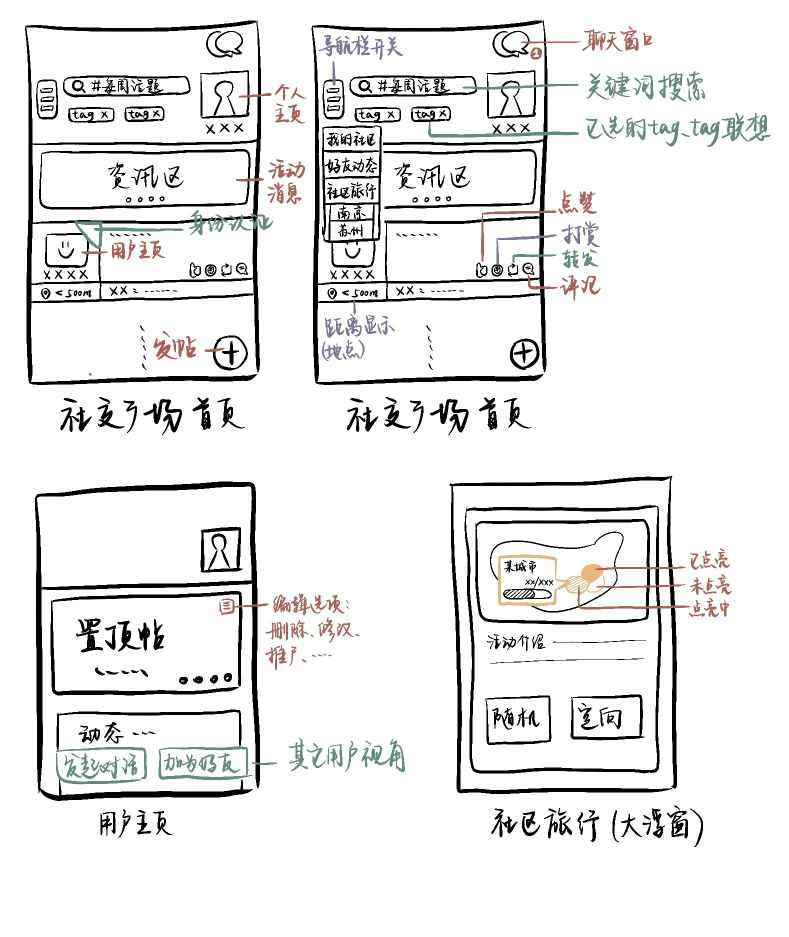 #每周话题
tag x
tag x
个人
主页
XXX
资讯区
活动
消息
身份认证
用户主页
XXXX
<500m
XX:
发帖
社交广场首页
导航栏开关
聊天窗口
#每周话题
关键词搜索
tag x
tag x
已选的tag、tag联想
XXX
我的社区
好友动态
社区旅行
南京
苏州
资讯区
点赞
打赏
转发
评论
XXXX
<500m
XX:
距离显示
(地点)
社交广场首页
置顶帖
编辑选项:
删除、修改、
推广、....
动态
发起对话
加为好友
其它用户视角
用户主页
某城市
xx/xxx
已点亮
未点亮
点亮中
活动介绍
随机
定向
社区旅行(大浮窗)